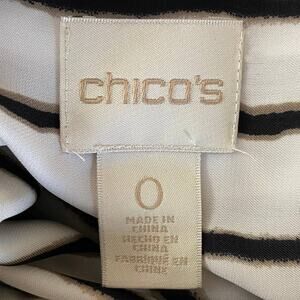 chico's
0
MADE IN
CHINA
HECHO EN
CHINA
FABRIQUÉ EN
CHINE